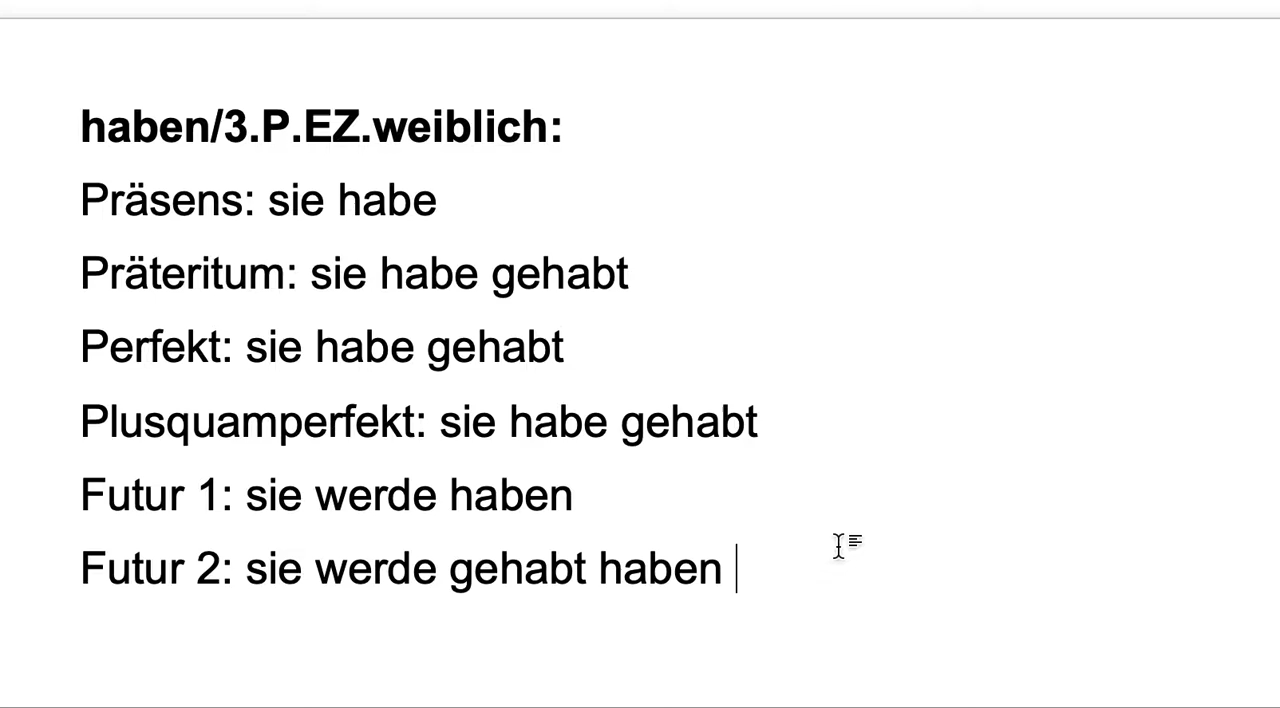 haben/3.P.EZ.weiblich:
Präsens: sie habe
Präteritum: sie habe gehabt
Perfekt: sie habe gehabt
Plusquamperfekt: sie habe gehabt
Futur 1: sie werde haben
Futur 2: sie werde gehabt haben